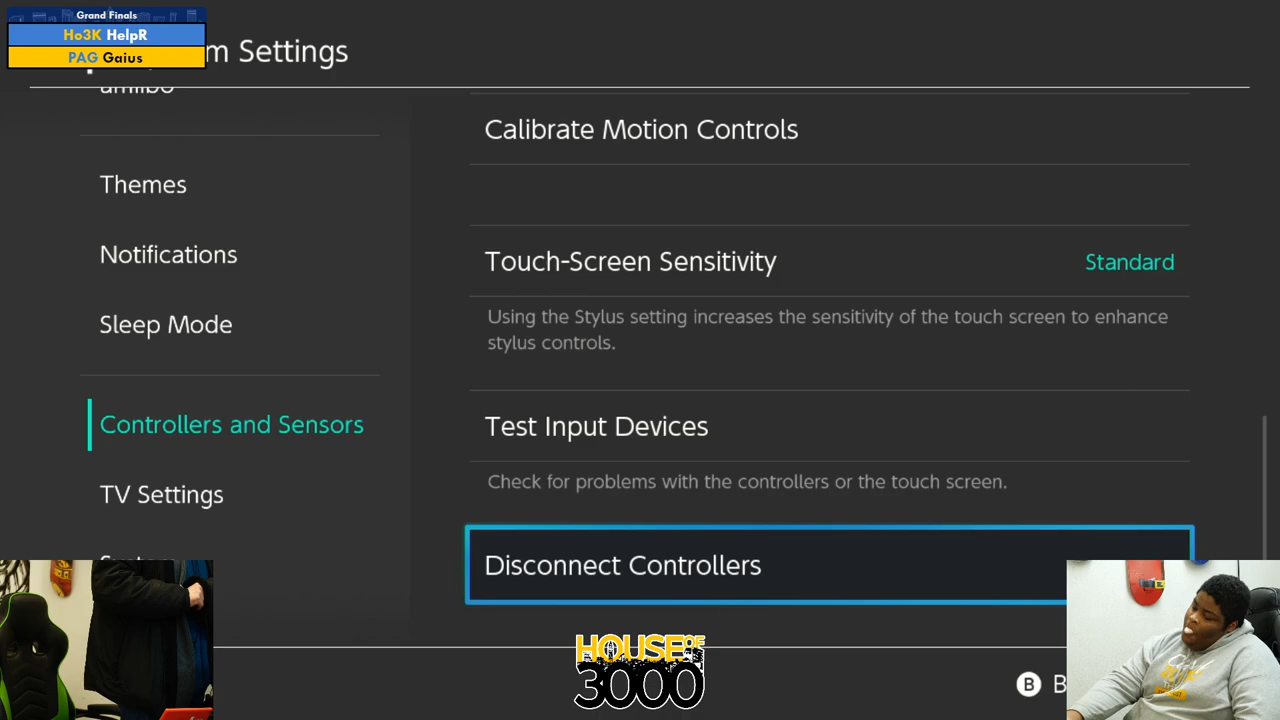 Grand Finals
Ho3K HelpR
PAG Gaius
m Settings
amiibo
Themes
Notifications
Sleep Mode
Controllers and Sensors
TV Settings
System
Calibrate Motion Controls
Touch-Screen Sensitivity Standard
Using the Stylus setting increases the sensitivity of the touch screen to enhance
stylus controls.
Test Input Devices
Check for problems with the controllers or the touch screen.
Disconnect Controllers
HOUSE OF
3000
B B